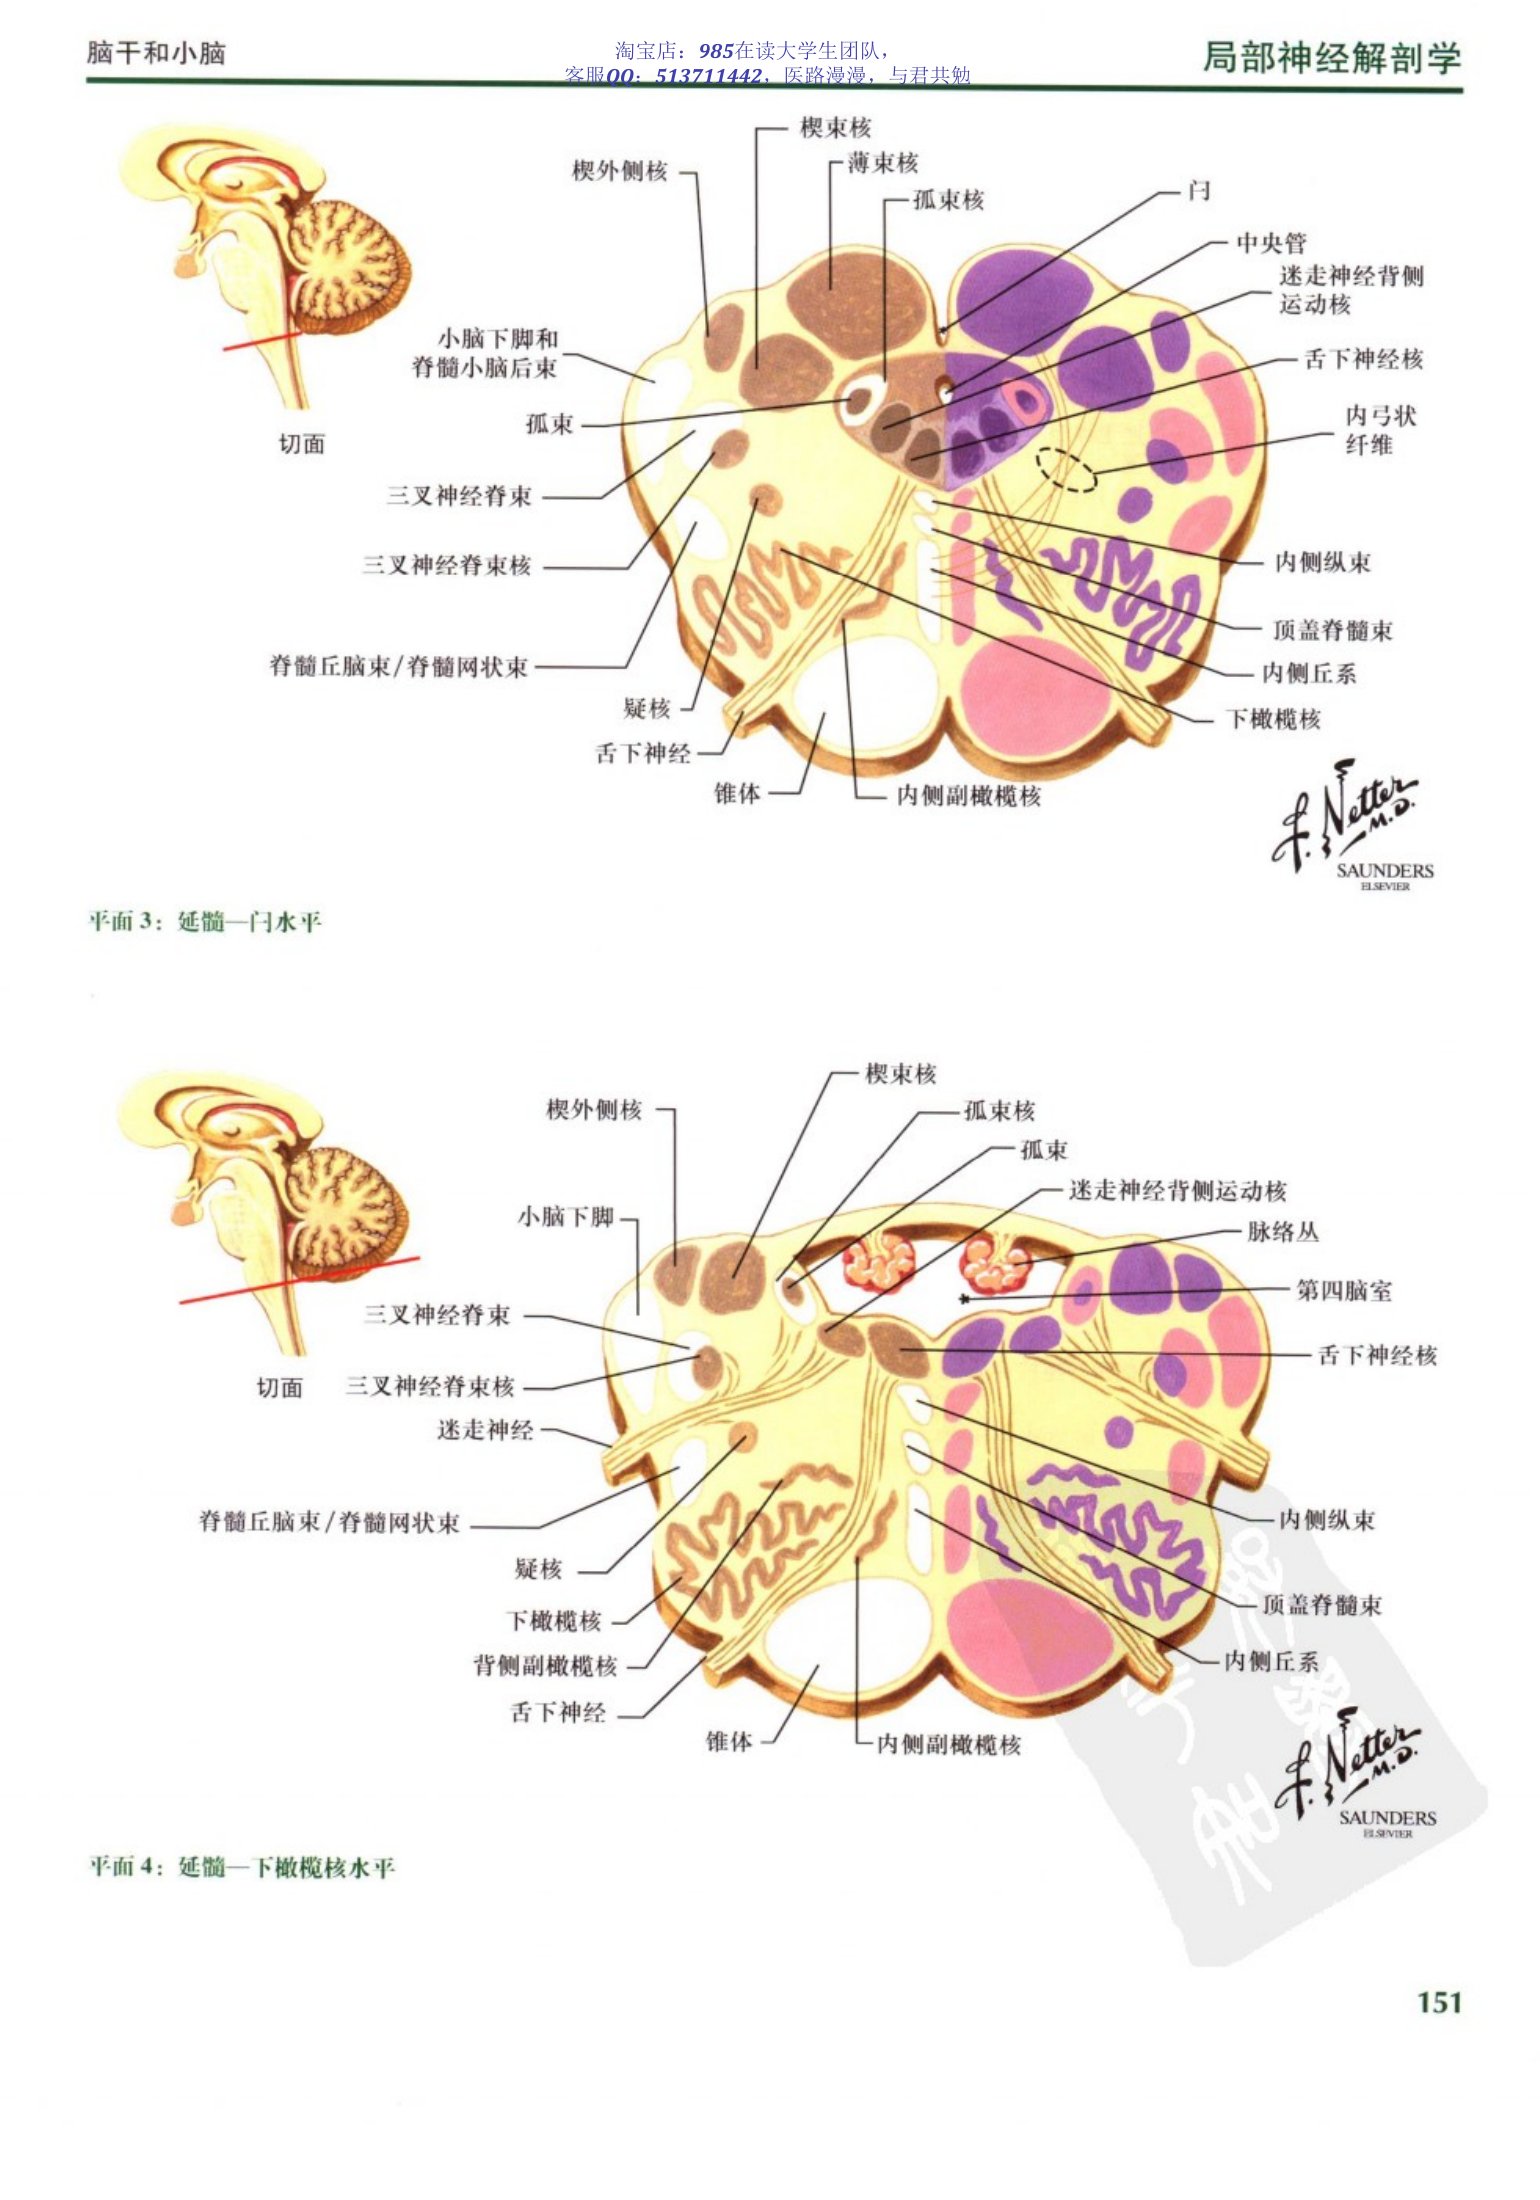 脑干和小脑
淘宝店：985在读大学生团队，
客服QQ：513711442，医路漫漫，与君共勉
局部神经解剖学
楔束核
楔外侧核
薄束核
孤束核
闩
中央管
迷走神经背侧
运动核
小脑下脚和
脊髓小脑后束
舌下神经核
孤束
内弓状
纤维
切面
三叉神经脊束
三叉神经脊束核
内侧纵束
顶盖脊髓束
脊髓丘脑束/脊髓网状束
内侧丘系
疑核
下橄榄核
舌下神经
锥体
内侧副橄榄核
F. Netter
M.D.
SAUNDERS
ELSEVIER
平面 3：延髓—闩水平
楔束核
楔外侧核
孤束核
孤束
迷走神经背侧运动核
小脑下脚
脉络丛
第四脑室
三叉神经脊束
舌下神经核
切面
三叉神经脊束核
迷走神经
脊髓丘脑束/脊髓网状束
内侧纵束
疑核
下橄榄核
顶盖脊髓束
背侧副橄榄核
内侧丘系
舌下神经
锥体
内侧副橄榄核
F. Netter
M.D.
SAUNDERS
ELSEVIER
平面 4：延髓—下橄榄核水平
151